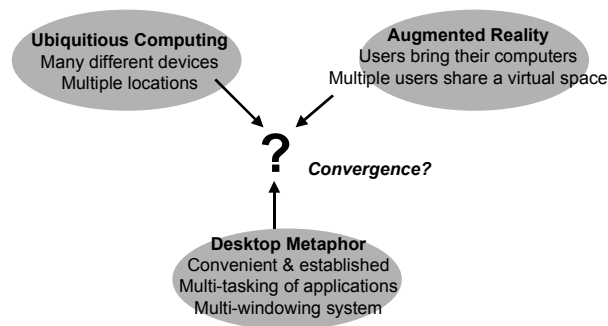 Ubiquitious Computing
Many different devices
Multiple locations
Augmented Reality
Users bring their computers
Multiple users share a virtual space
?
Convergence?
Desktop Metaphor
Convenient & established
Multi-tasking of applications
Multi-windowing system